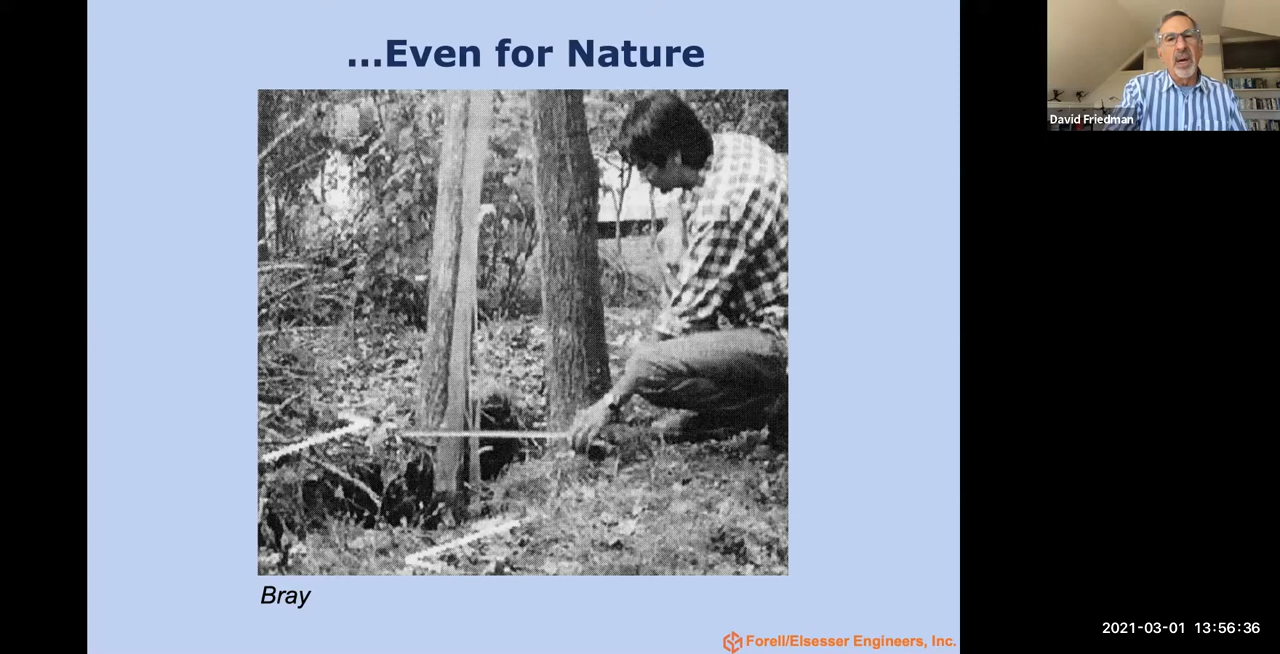 ...Even for Nature
David Friedman
Bray
Forell/Elsesser Engineers, Inc.
2021-03-01 13:56:36